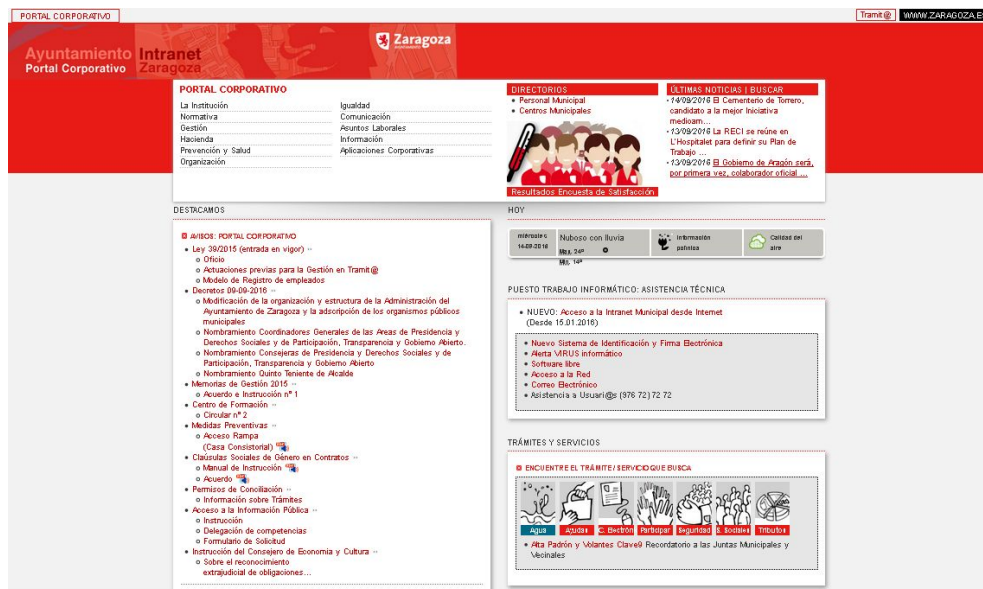 PORTAL CORPORATIVO
Tramit@
WWW.ZARAGOZA.ES
Ayuntamiento Intranet
Portal Corporativo Zaragoza
Zaragoza
AYUNTAMIENTO
PORTAL CORPORATIVO
La Institución
Normativa
Gestión
Hacienda
Prevención y Salud
Organización
Igualdad
Comunicación
Asuntos Laborales
Información
Aplicaciones Corporativas
DIRECTORIOS
• Personal Municipal
• Centros Municipales
Resultados Encuesta de Satisfacción
ÚLTIMAS NOTICIAS | BUSCAR
· 14/09/2016 El Cementerio de Torrero,
candidato a la mejor Iniciativa
medioam...
· 13/09/2016 La RECI se reúne en
L'Hospitalet para definir su Plan de
Trabajo ...
· 13/09/2016 El Gobierno de Aragón será,
por primera vez, colaborador oficial ...
DESTACAMOS
AVISOS: PORTAL CORPORATIVO
• Ley 39/2015 (entrada en vigor)
o Oficio
o Actuaciones previas para la Gestión en Tramit@
o Modelo de Registro de empleados
• Decretos 09-09-2016
o Modificación de la organización y estructura de la Administración del
Ayuntamiento de Zaragoza y la adsoripción de los organismos públicos
municipales
o Nombramiento Coordinadores Generales de las Areas de Presidencia y
Derechos Sociales y de Participación, Transparencia y Gobierno Abierto.
o Nombramiento Consejeras de Presidencia y Derechos Sociales y de
Participación, Transparencia y Gobierno Abierto
o Nombramiento Quinto Teniente de Alcalde
• Memorias de Gestión 2015
o Acuerdo e Instrucción nº 1
• Centro de Formación
o Circular nº 2
• Medidas Preventivas
o Acceso Rampa
(Casa Consistorial)
• Claúsulas Sociales de Género en Contratos
o Manual de Instrucción
o Acuerdo
• Permisos de Conciliación
o Información sobre Trámites
• Acceso a la Información Pública
o Instrucción
o Delegación de competencias
o Formulario de Solicitud
• Instrucción del Consejero de Economia y Cultura
o Sobre el reconocimiento
extrajudicial de obligaciones...
HOY
miércoles
14-09-2016
Nuboso con lluvia
Max. 24º
Min. 14º
Información
polínica
Calidad del
aire
PUESTO TRABAJO INFORMÁTICO: ASISTENCIA TÉCNICA
• NUEVO: Acceso a la Intranet Municipal desde Internet
(Desde 15.01.2016)
• Nuevo Sistema de Identificación y Firma Electrónica
• Alerta VIRUS informático
• Software libre
• Acceso a la Red
• Correo Electrónico
• Asistencia a Usuari@s (976 72) 72 72
TRÁMITES Y SERVICIOS
ENCUENTRE EL TRÁMITE / SERVICIO QUE BUSCA
Agua Ayudas C. Electrón Participar Seguridad S. Sociales Tributos
• Alta Padrón y Volantes Clave9 Recordatorio a las Juntas Municipales y
Vecinales